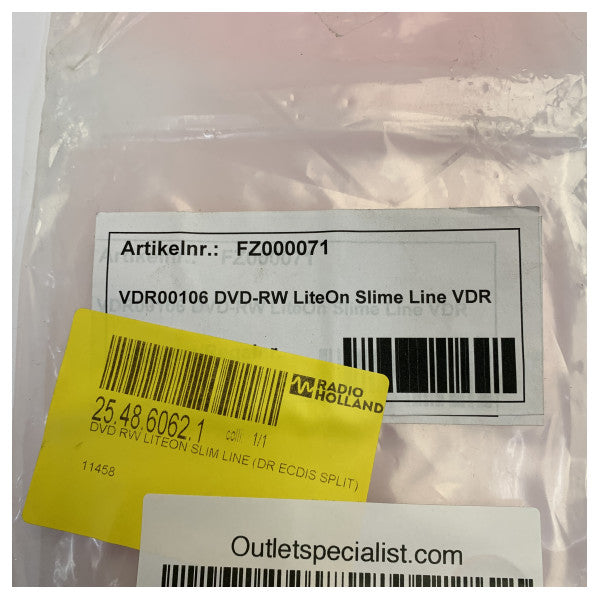 Artikelnr.: FZ000071
VDR00106 DVD-RW LiteOn Slime Line VDR
RADIO
HOLLAND
25.48.6062.1 colli: 1/1
DVD RW LITEON SLIM LINE (DR ECDIS SPLIT)
11458
Outletspecialist.com